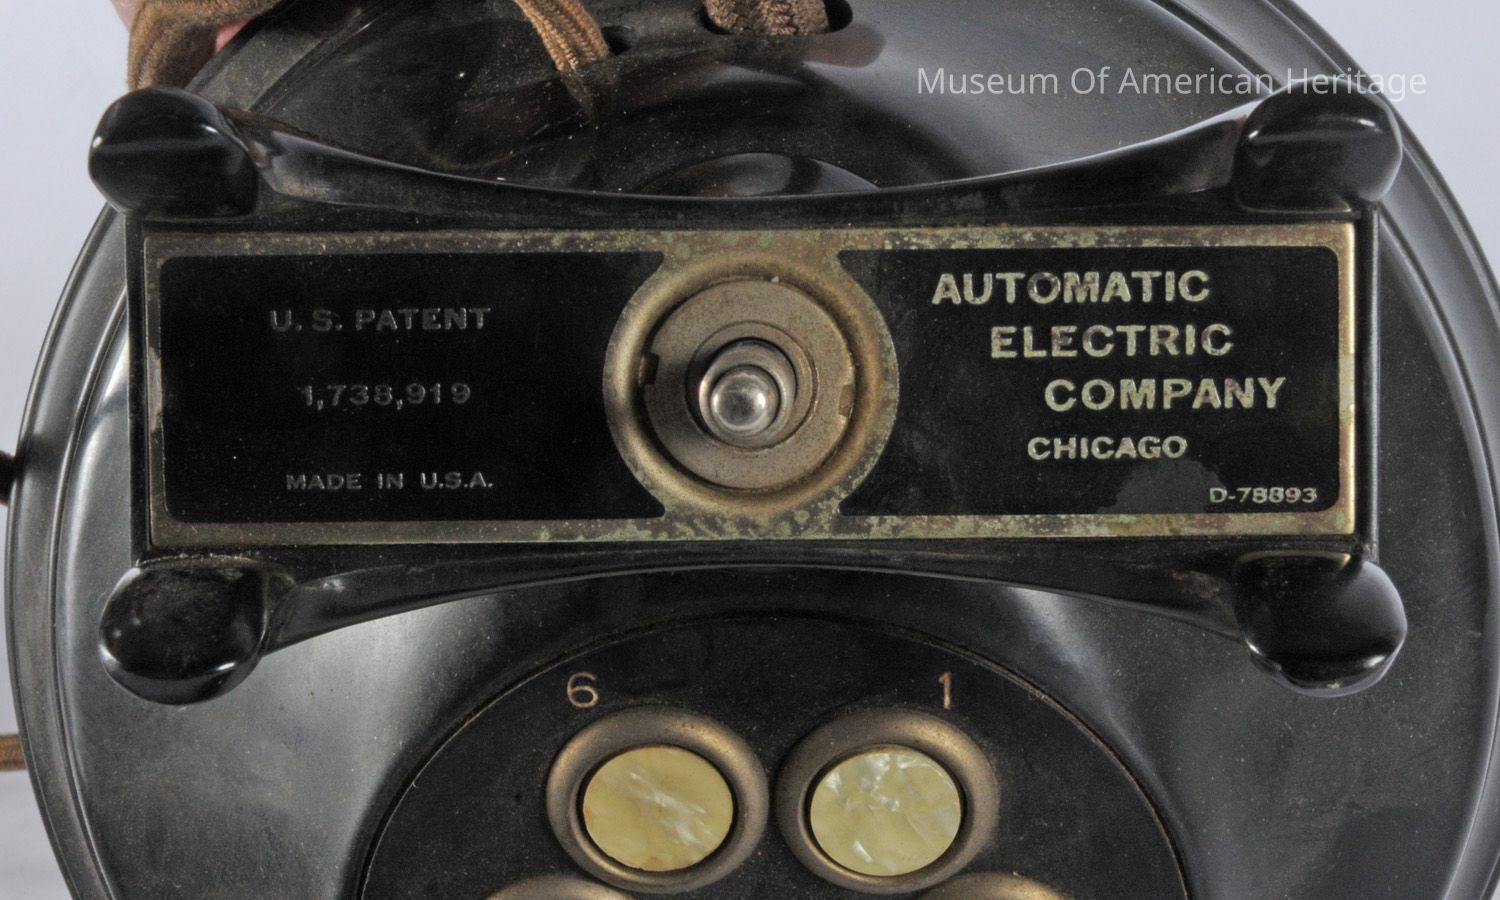 Museum Of American Heritage
U. S. PATENT
1,738,919
MADE IN U.S.A.
AUTOMATIC
ELECTRIC
COMPANY
CHICAGO
D-78893
6
1